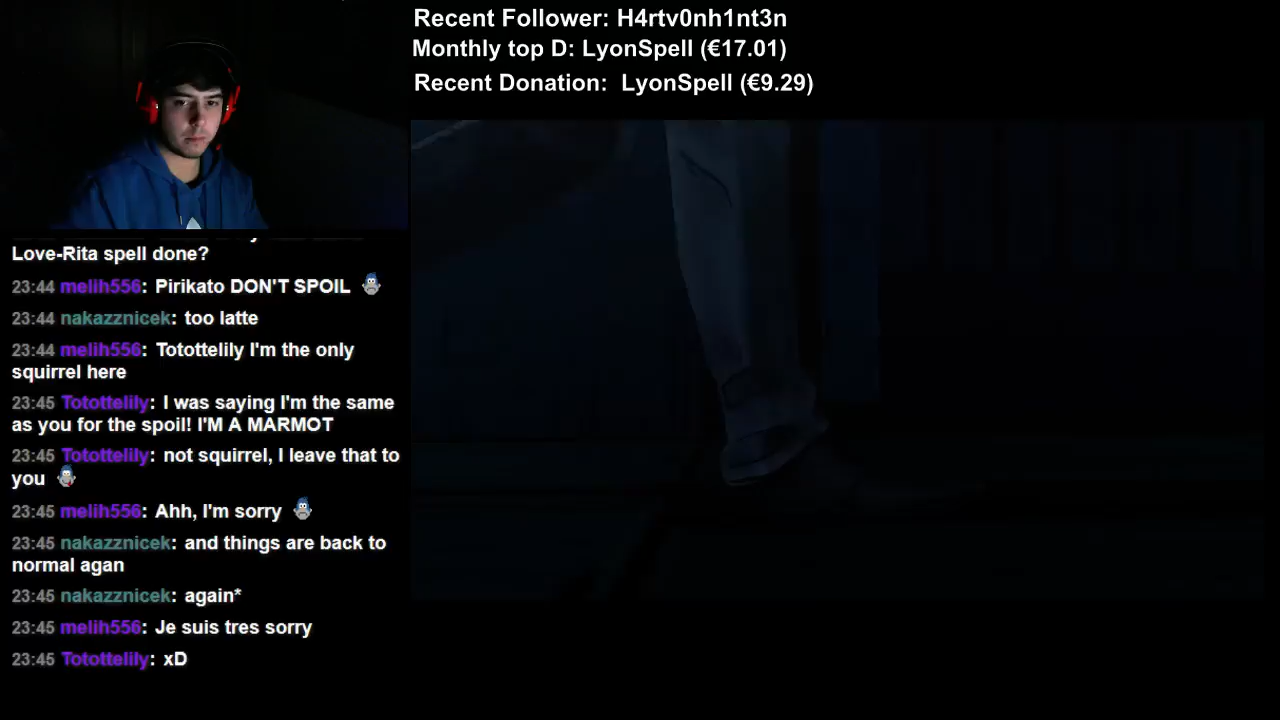 Recent Follower: H4rtv0nh1nt3n
Monthly top D: LyonSpell (€17.01)
Recent Donation: LyonSpell (€9.29)
Love-Rita spell done?
23:44 melih556: Pirikato DON'T SPOIL
23:44 nakazznicek: too latte
23:44 melih556: Totottelily I'm the only
squirrel here
23:45 Totottelily: I was saying I'm the same
as you for the spoil! I'M A MARMOT
23:45 Totottelily: not squirrel, I leave that to
you
23:45 melih556: Ahh, I'm sorry
23:45 nakazznicek: and things are back to
normal agan
23:45 nakazznicek: again*
23:45 melih556: Je suis tres sorry
23:45 Totottelily: xD